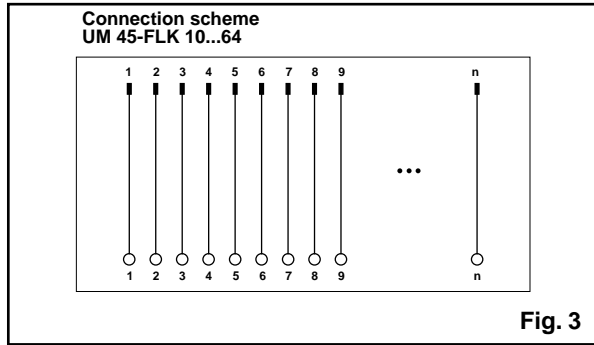 Connection scheme
UM 45-FLK 10...64
1 2 3 4 5 6 7 8 9 n
...
1 2 3 4 5 6 7 8 9 n
Fig. 3